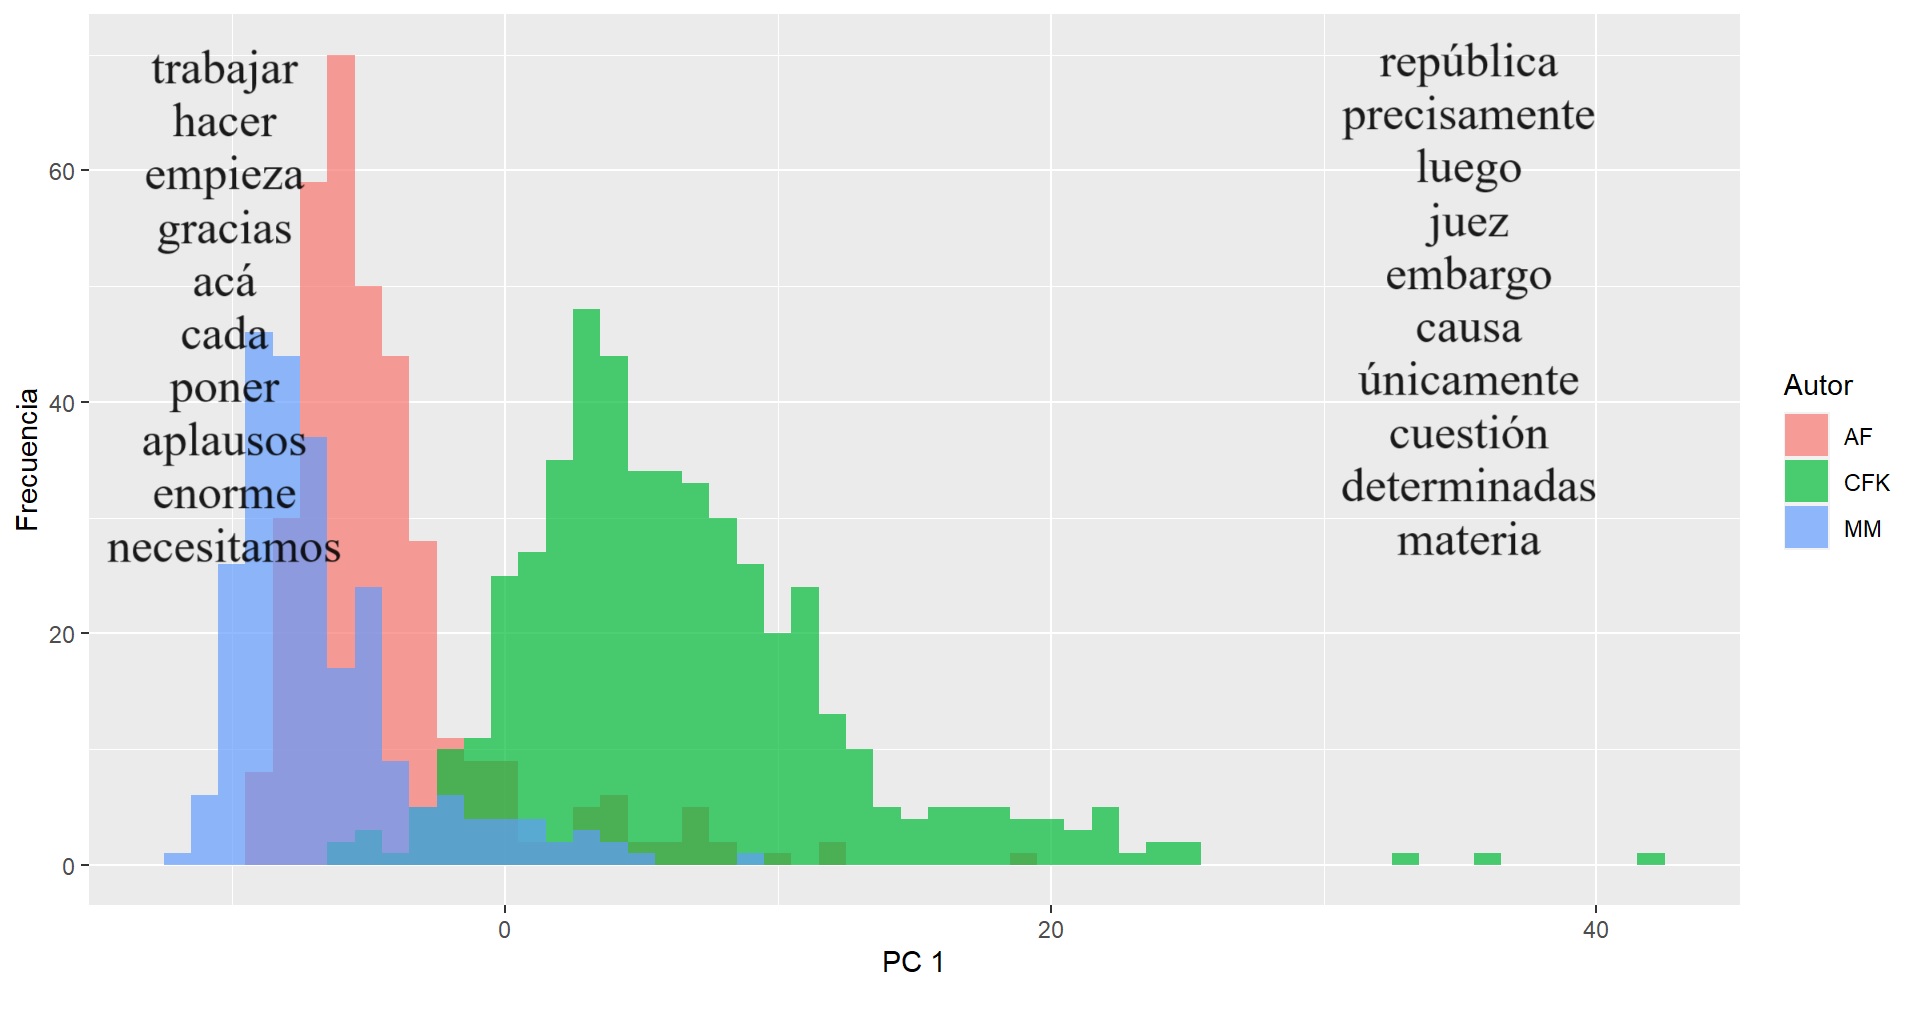 trabajar
hacer
empieza
gracias
acá
cada
poner
aplausos
enorme
necesitamos
república
precisamente
luego
juez
embargo
causa
únicamente
cuestión
determinadas
materia
Frecuencia
60
40
20
0
0
20
40
PC 1
Autor
AF
CFK
MM